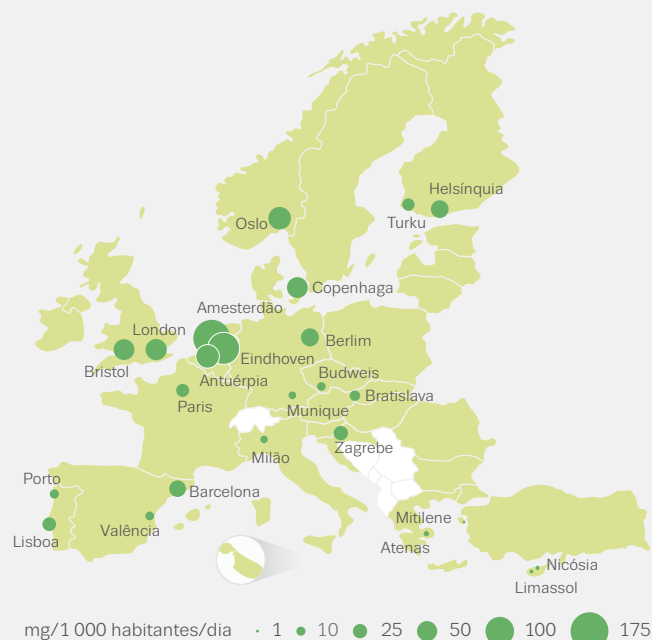 Helsínquia
Oslo
Turku
Copenhaga
Amesterdão
London
Berlim
Eindhoven
Bristol
Budweis
Antuérpia
Bratislava
Paris
Munique
Zagrebe
Milão
Porto
Barcelona
Mitilene
Valência
Lisboa
Atenas
Nicósia
Limassol
mg/1 000 habitantes/dia 1 10 25 50 100 175